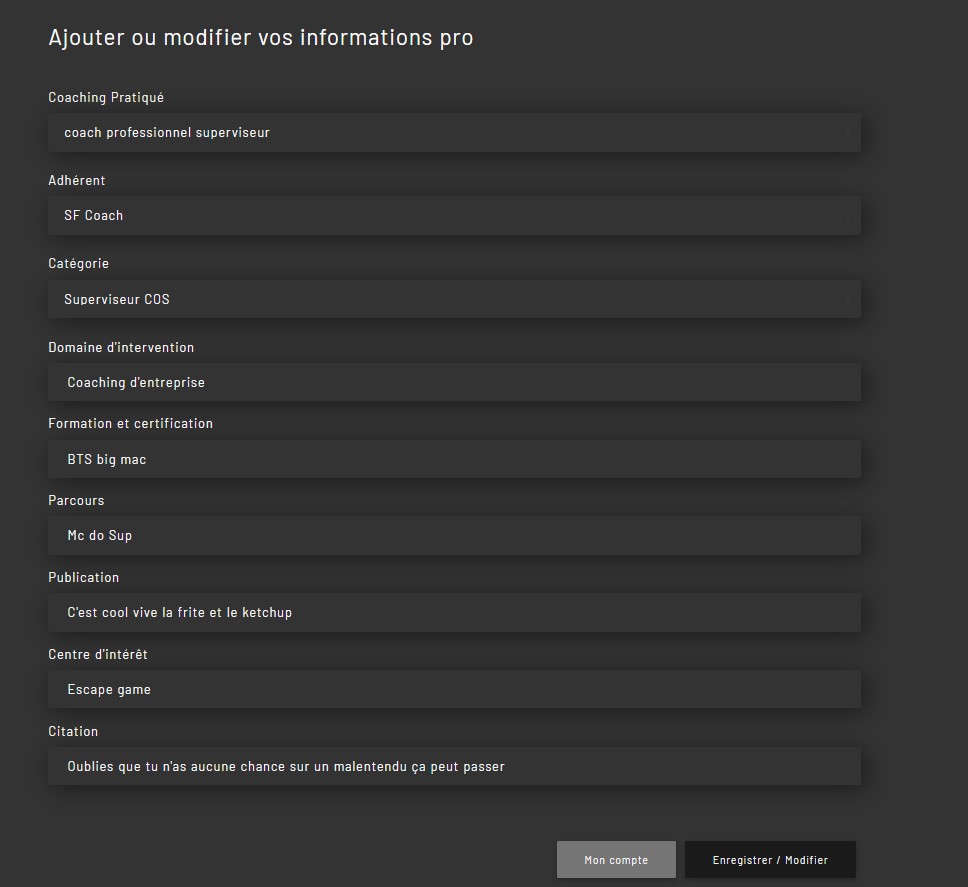 Ajouter ou modifier vos informations pro
Coaching Pratiqué
coach professionnel superviseur
Adhérent
SF Coach
Catégorie
Superviseur COS
Domaine d'intervention
Coaching d'entreprise
Formation et certification
BTS big mac
Parcours
Mc do Sup
Publication
C'est cool vive la frite et le ketchup
Centre d'intérêt
Escape game
Citation
Oublies que tu n'as aucune chance sur un malentendu ça peut passer
Mon compte
Enregistrer / Modifier